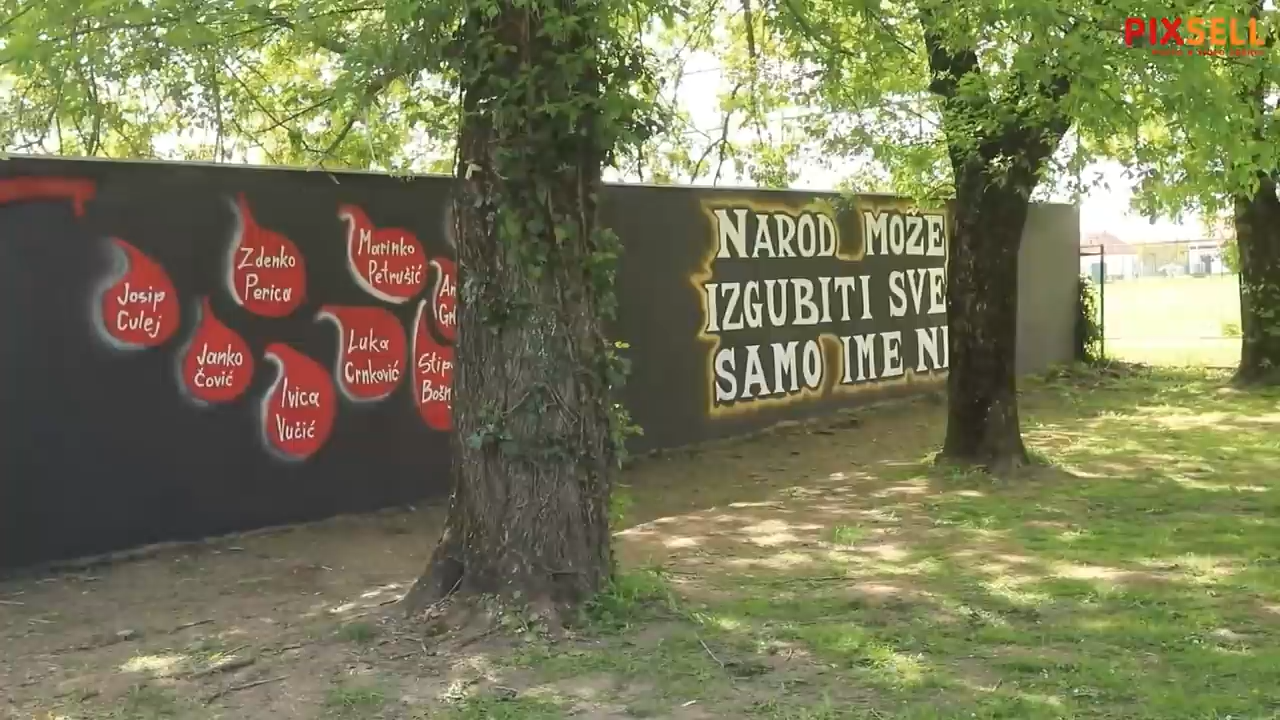 PIXSELL
Josip
Culej
Zdenko
Perica
Janko
Čović
Marinko
Petrušić
Ivica
Vučić
Luka
Crnković
NAROD MOŽE
IZGUBITI SVE
SAMO IME